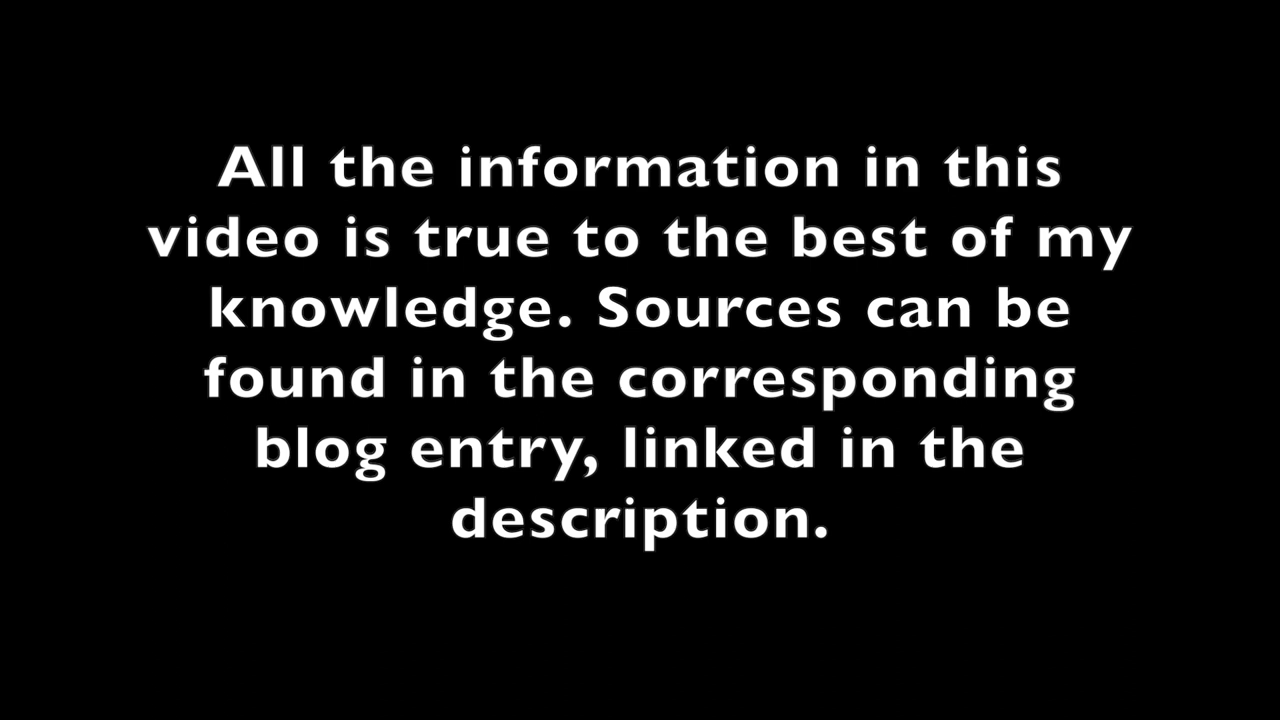 All the information in this
video is true to the best of my
knowledge. Sources can be
found in the corresponding
blog entry, linked in the
description.